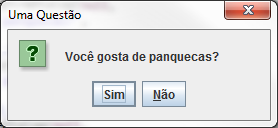 Uma Questão
Você gosta de panquecas?
Sim Não